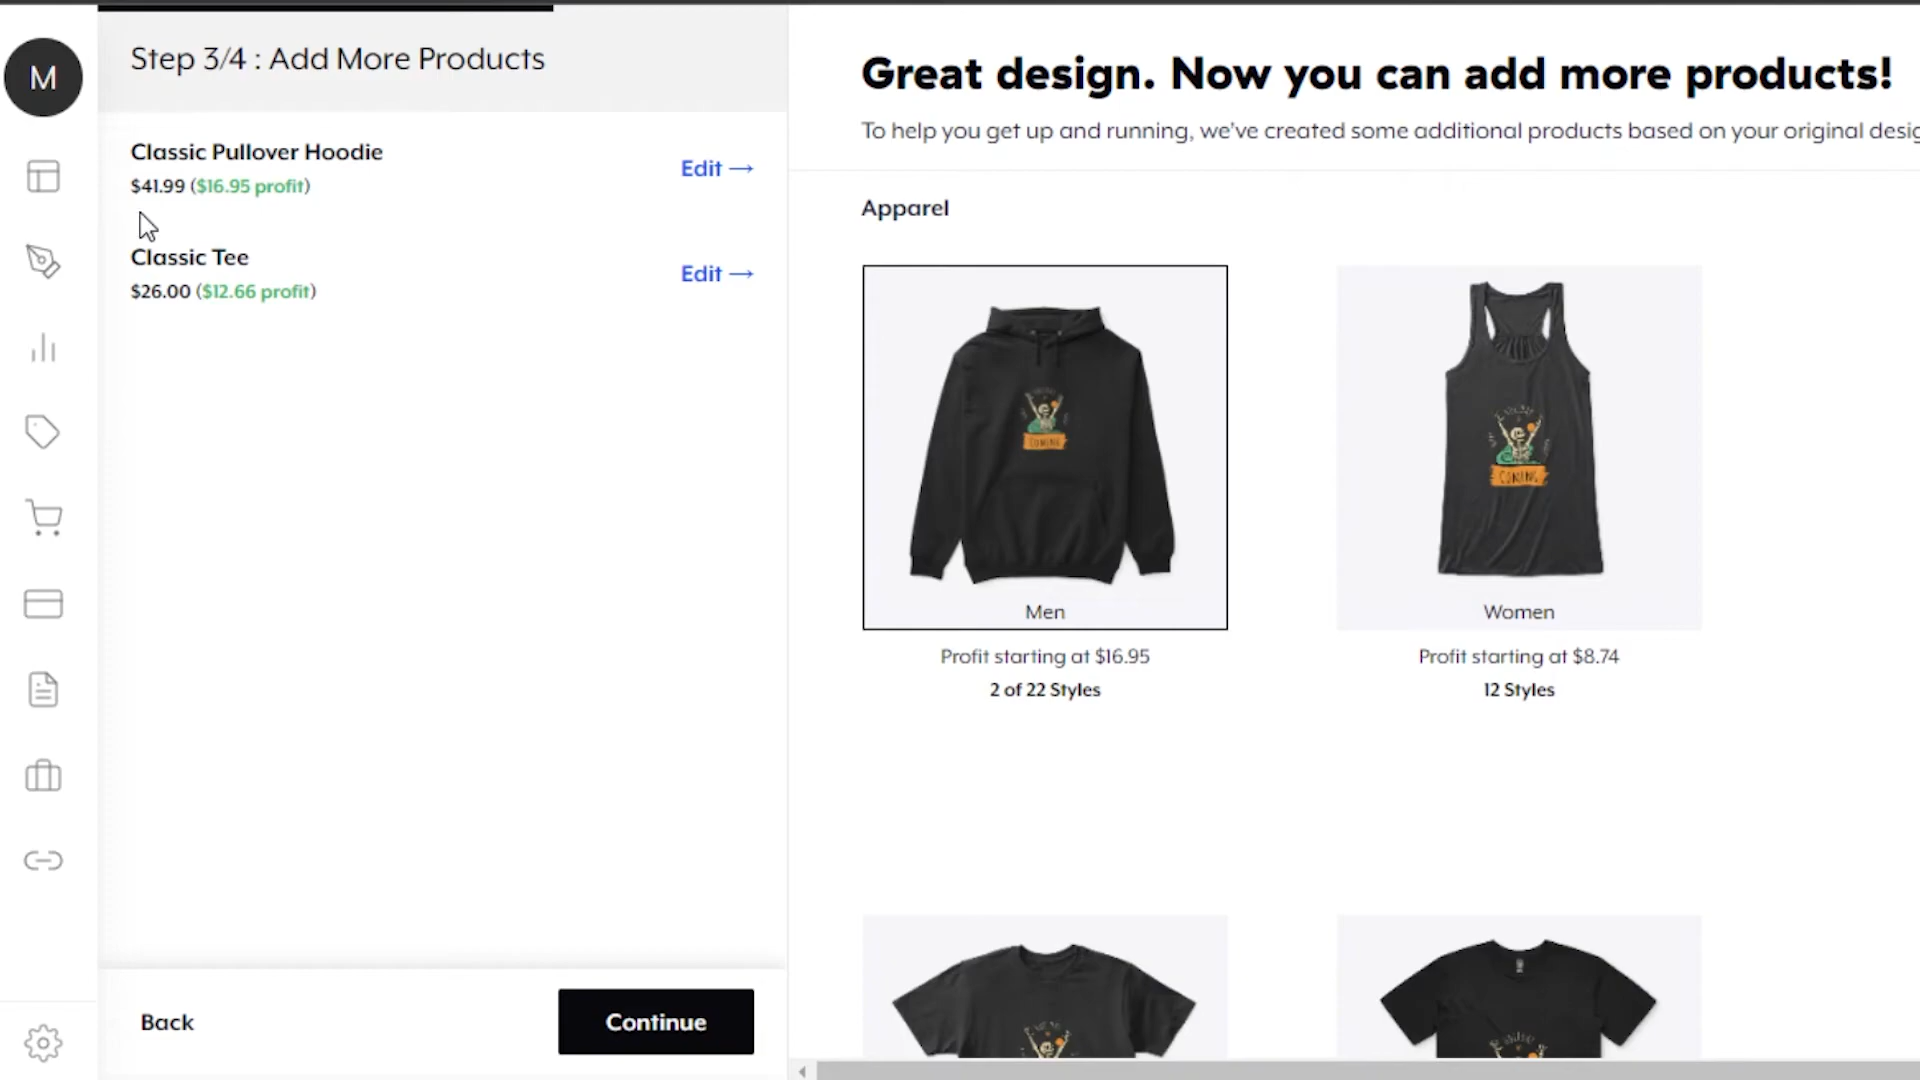 M
Step 3/4 : Add More Products
Classic Pullover Hoodie
$41.99 ($16.95 profit)
Edit →
Classic Tee
$26.00 ($12.66 profit)
Edit →
Back
Continue
Great design. Now you can add more products!
To help you get up and running, we've created some additional products based on your original desig
Apparel
COMING
Men
Profit starting at $16.95
2 of 22 Styles
COMING
Women
Profit starting at $8.74
12 Styles